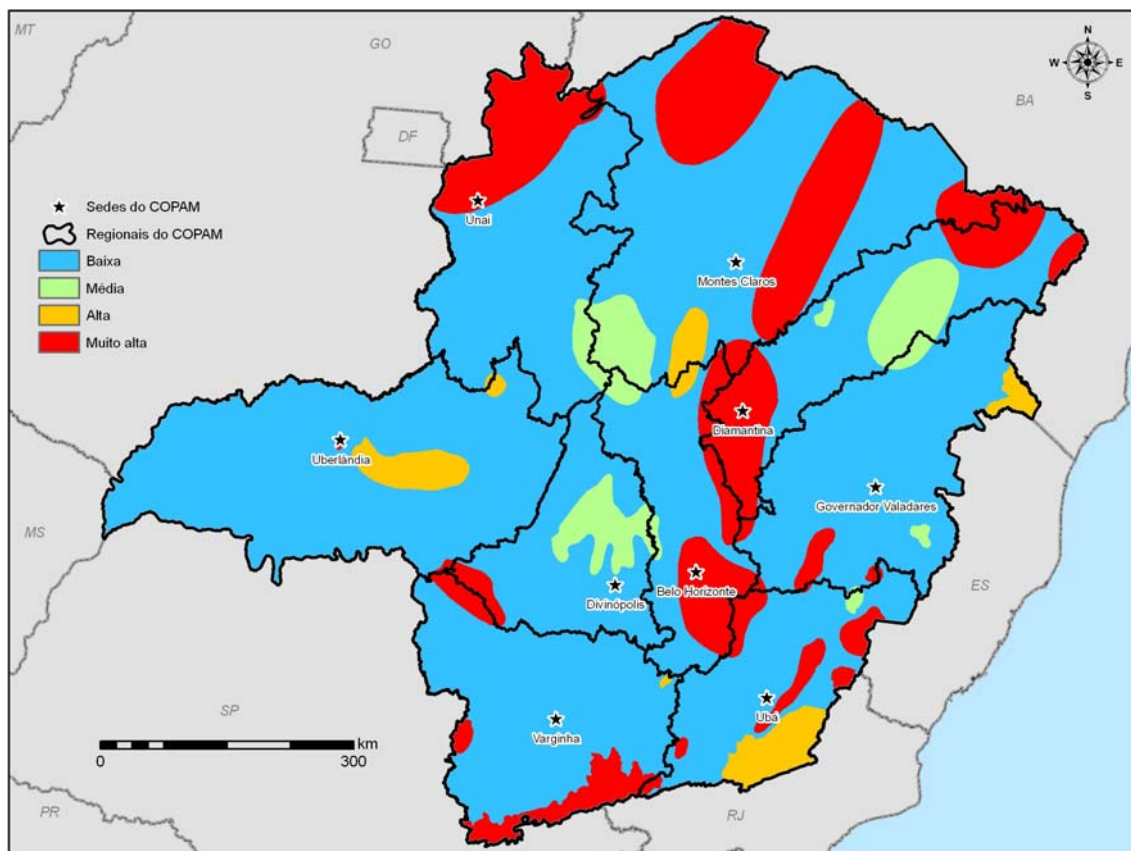 MT
GO
N
W E
S
BA
DF
Sedes do COPAM
Regionais do COPAM
Baixa
Média
Alta
Muito alta
Unaí
Montes Claros
Diamantina
Uberlândia
Governador Valadares
MS
Belo Horizonte
Divinópolis
ES
SP
Ubá
Varginha
km
0 300
PR
RJ